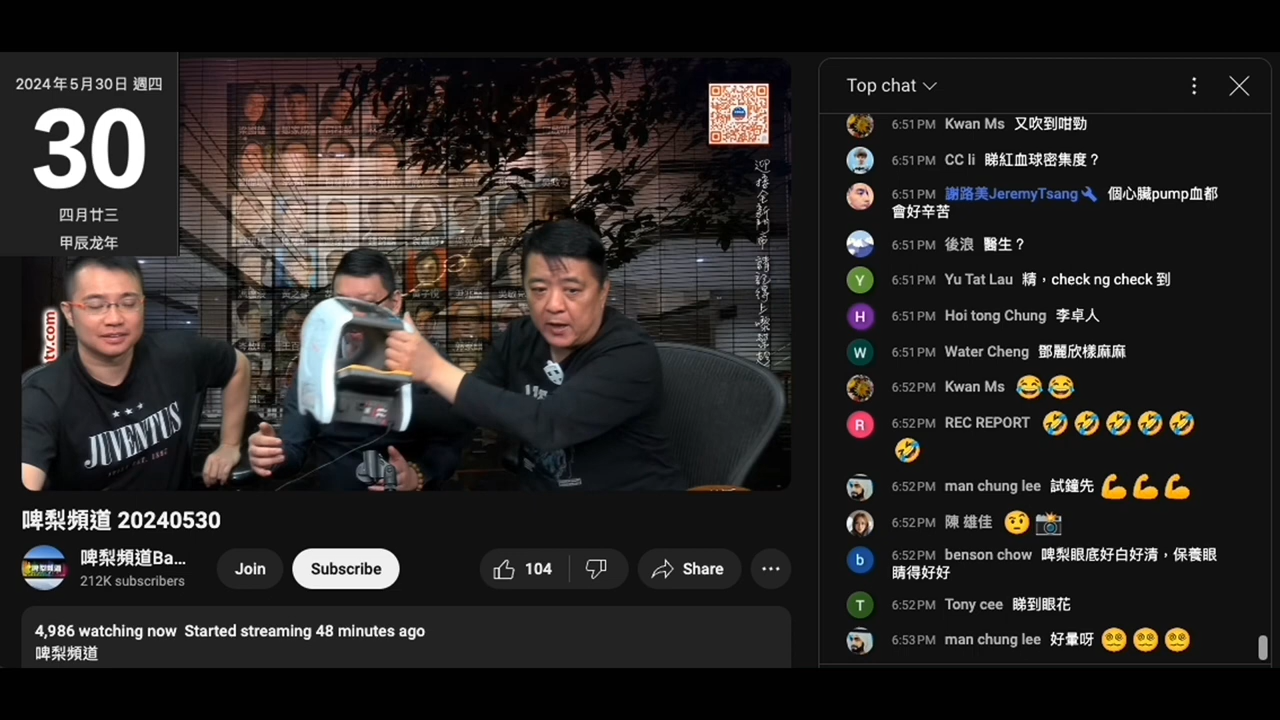 2024年5月30日 週四
30
四月廿三
甲辰龙年
tv.com
JUVENTUS
啤梨頻道 20240530
啤梨頻道Ba...
212K subscribers
Join
Subscribe
104
Share
4,986 watching now Started streaming 48 minutes ago
啤梨頻道
Top chat
6:51 PM Kwan Ms 又吹到咁勁
6:51 PM CC li 睇紅血球密集度？
6:51 PM 謝路美JeremyTsang 個心臟pump血都
會好辛苦
6:51 PM 後浪 醫生？
Y
6:51 PM Yu Tat Lau 精，check ng check 到
H
6:51 PM Hoi tong Chung 李卓人
W
6:51 PM Water Cheng 鄧麗欣樣麻麻
6:52 PM Kwan Ms 😂😂
R
6:52 PM REC REPORT 🤣🤣🤣🤣🤣
🤣
6:52 PM man chung lee 試鐘先 💪💪💪
6:52 PM 陳 雄佳 🤨📸
b
6:52 PM benson chow 啤梨眼底好白好清，保養眼
睛得好好
T
6:52 PM Tony cee 睇到眼花
6:53 PM man chung lee 好暈呀 😵‍💫😵‍💫😵‍💫